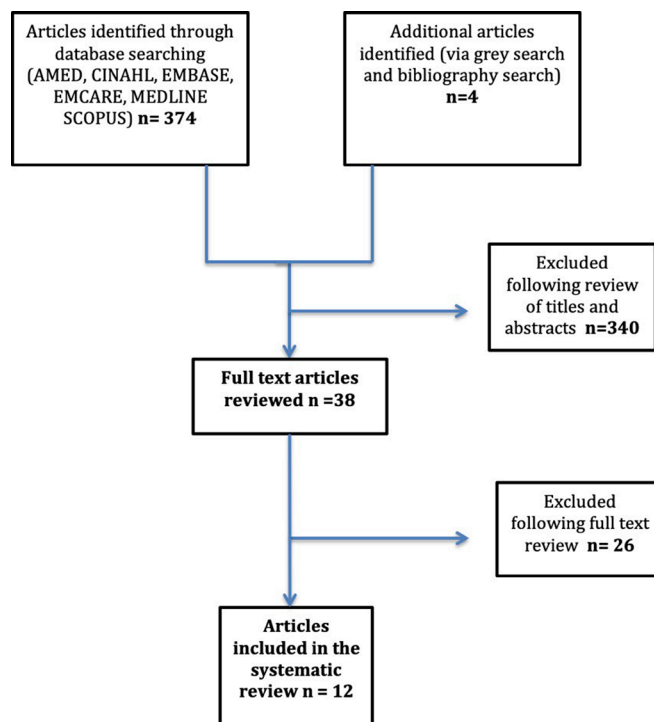 Articles identified through
database searching
(AMED, CINAHL, EMBASE,
EMCARE, MEDLINE
SCOPUS) n= 374
Additional articles
identified (via grey search
and bibliography search)
n=4
Excluded
following review
of titles and
abstracts n=340
Full text articles
reviewed n =38
Excluded
following full text
review n= 26
Articles
included in the
systematic
review n = 12